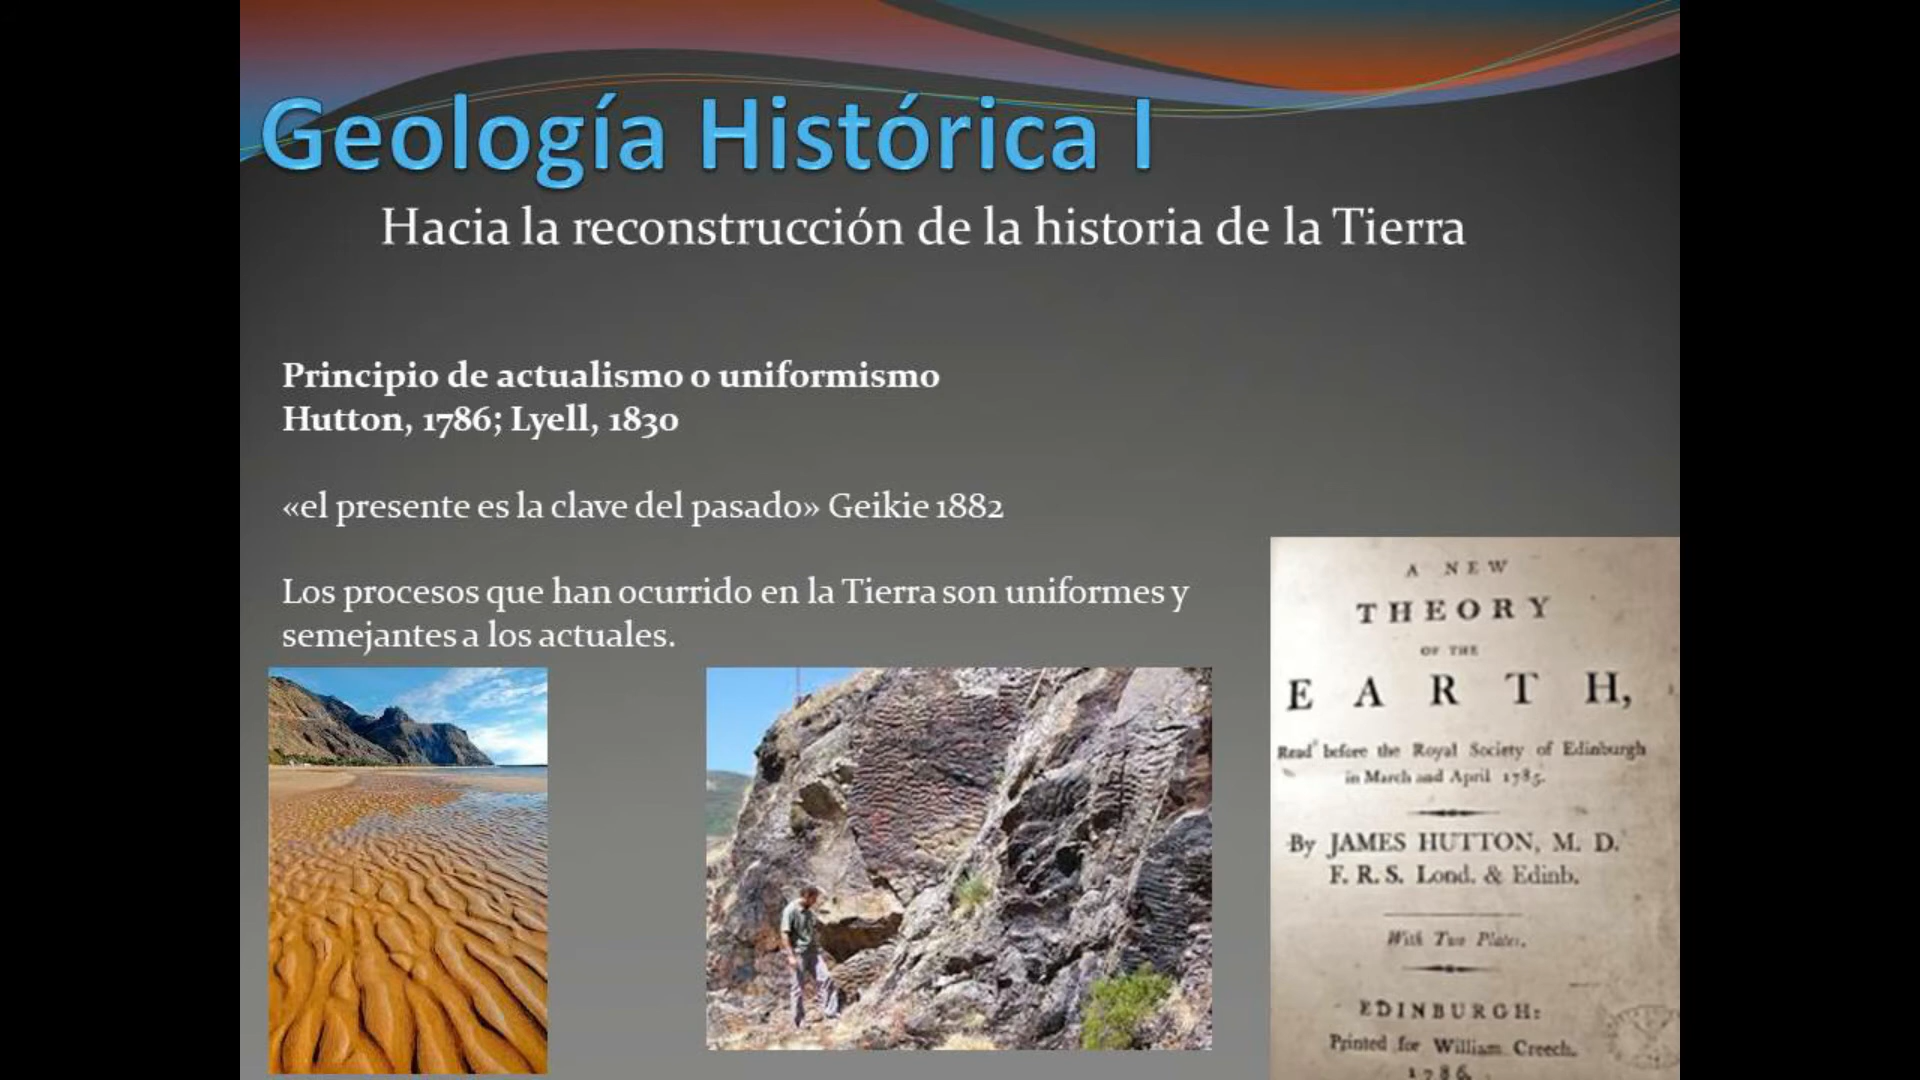 Geología Histórica I
Hacia la reconstrucción de la historia de la Tierra
Principio de actualismo o uniformismo
Hutton, 1786; Lyell, 1830
«el presente es la clave del pasado» Geikie 1882
Los procesos que han ocurrido en la Tierra son uniformes y
semejantes a los actuales.
A NEW
THEORY
OF THE
EARTH,
Read before the Royal Society of Edinburgh
in March and April 1785.
By JAMES HUTTON, M. D.
F. R. S. Lond. & Edinb.
With Two Plates.
EDINBURGH:
Printed for William Creech.
1786.